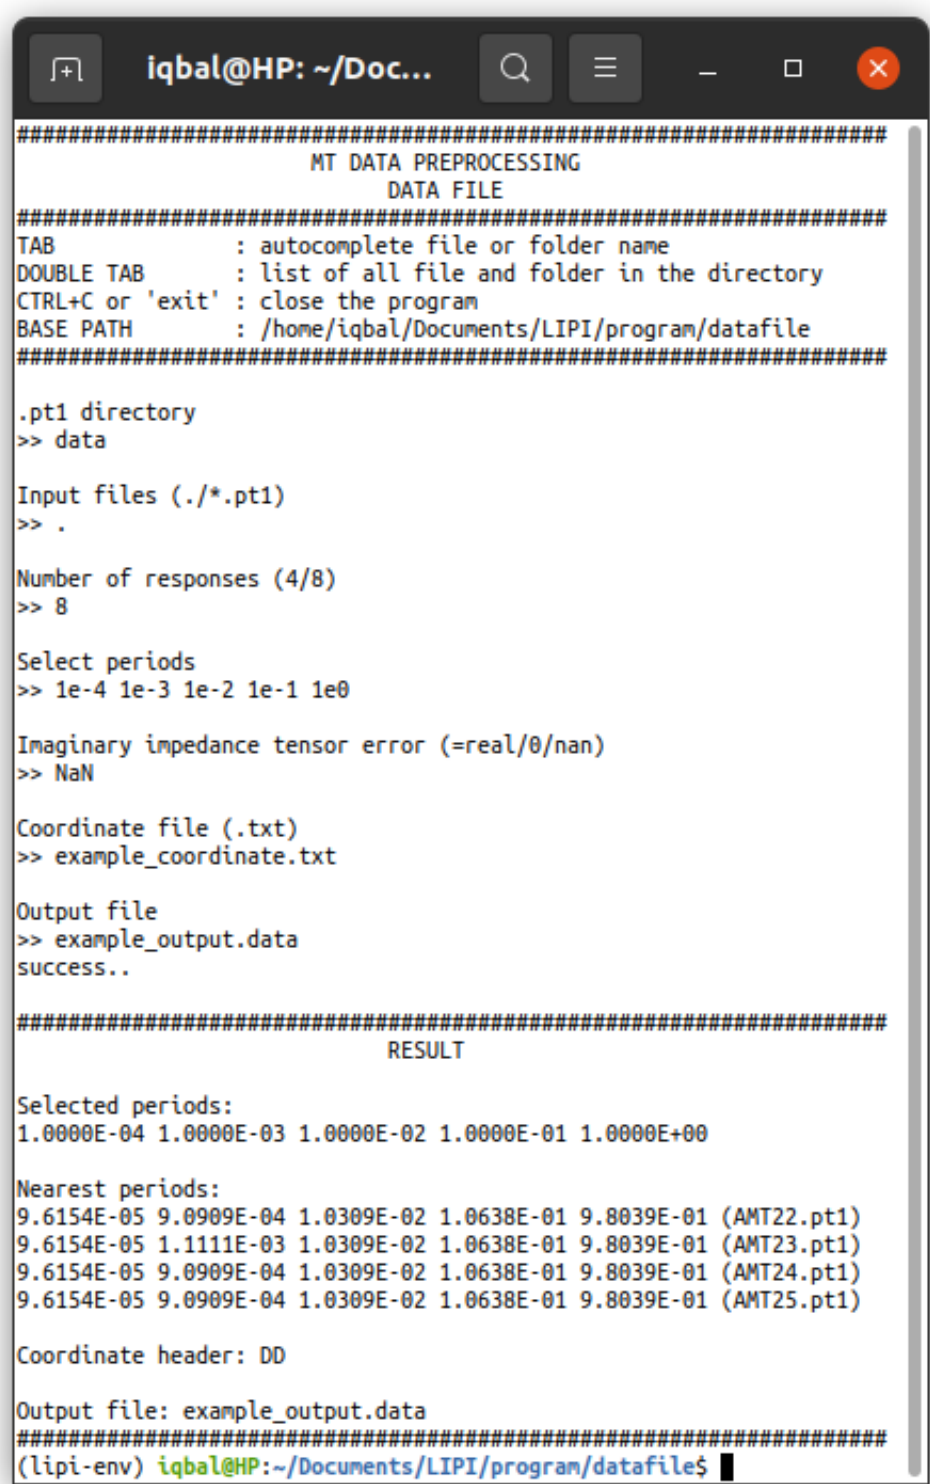 iqbal@HP: ~/Doc...
####################################################################
MT DATA PREPROCESSING
DATA FILE
####################################################################
TAB              : autocomplete file or folder name
DOUBLE TAB       : list of all file and folder in the directory
CTRL+C or 'exit' : close the program
BASE PATH        : /home/iqbal/Documents/LIPI/program/datafile
####################################################################
.pt1 directory
>> data
Input files (./*.pt1)
>> .
Number of responses (4/8)
>> 8
Select periods
>> 1e-4 1e-3 1e-2 1e-1 1e0
Imaginary impedance tensor error (=real/0/nan)
>> NaN
Coordinate file (.txt)
>> example_coordinate.txt
Output file
>> example_output.data
success..
####################################################################
RESULT
Selected periods:
1.0000E-04 1.0000E-03 1.0000E-02 1.0000E-01 1.0000E+00
Nearest periods:
9.6154E-05 9.0909E-04 1.0309E-02 1.0638E-01 9.8039E-01 (AMT22.pt1)
9.6154E-05 1.1111E-03 1.0309E-02 1.0638E-01 9.8039E-01 (AMT23.pt1)
9.6154E-05 9.0909E-04 1.0309E-02 1.0638E-01 9.8039E-01 (AMT24.pt1)
9.6154E-05 9.0909E-04 1.0309E-02 1.0638E-01 9.8039E-01 (AMT25.pt1)
Coordinate header: DD
Output file: example_output.data
####################################################################
(lipi-env) iqbal@HP:~/Documents/LIPI/program/datafile$